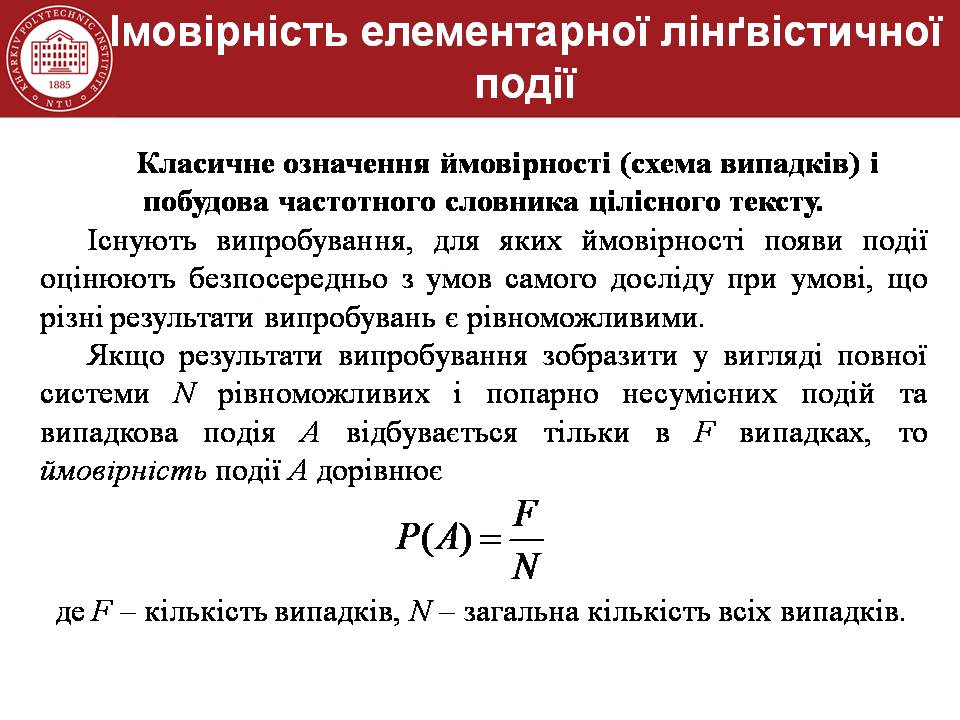 Імовірність елементарної лінґвістичної
події
KHARKIV POLYTECHNIC INSTITUTE
1885
NTU
Класичне означення ймовірності (схема випадків) і
побудова частотного словника цілісного тексту.
Існують випробування, для яких ймовірності появи події
оцінюють безпосередньо з умов самого досліду при умові, що
різні результати випробувань є рівноможливими.
Якщо результати випробування зобразити у вигляді повної
системи N рівноможливих і попарно несумісних подій та
випадкова подія A відбувається тільки в F випадках, то
ймовірність події A дорівнює
P(A) = F/N
де F – кількість випадків, N – загальна кількість всіх випадків.